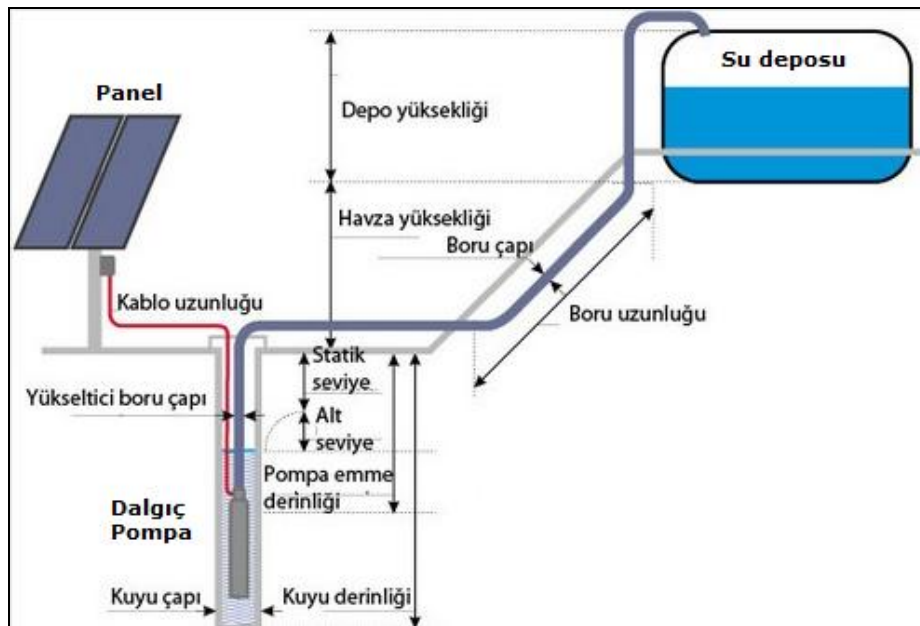 Su deposu
Panel
Depo yüksekliği
Havza yüksekliği
Boru çapı
Kablo uzunluğu
Boru uzunluğu
Statik
seviye
Yükseltici boru çapı
Alt
seviye
Pompa emme
derinliği
Dalgıç
Pompa
Kuyu çapı
Kuyu derinliği